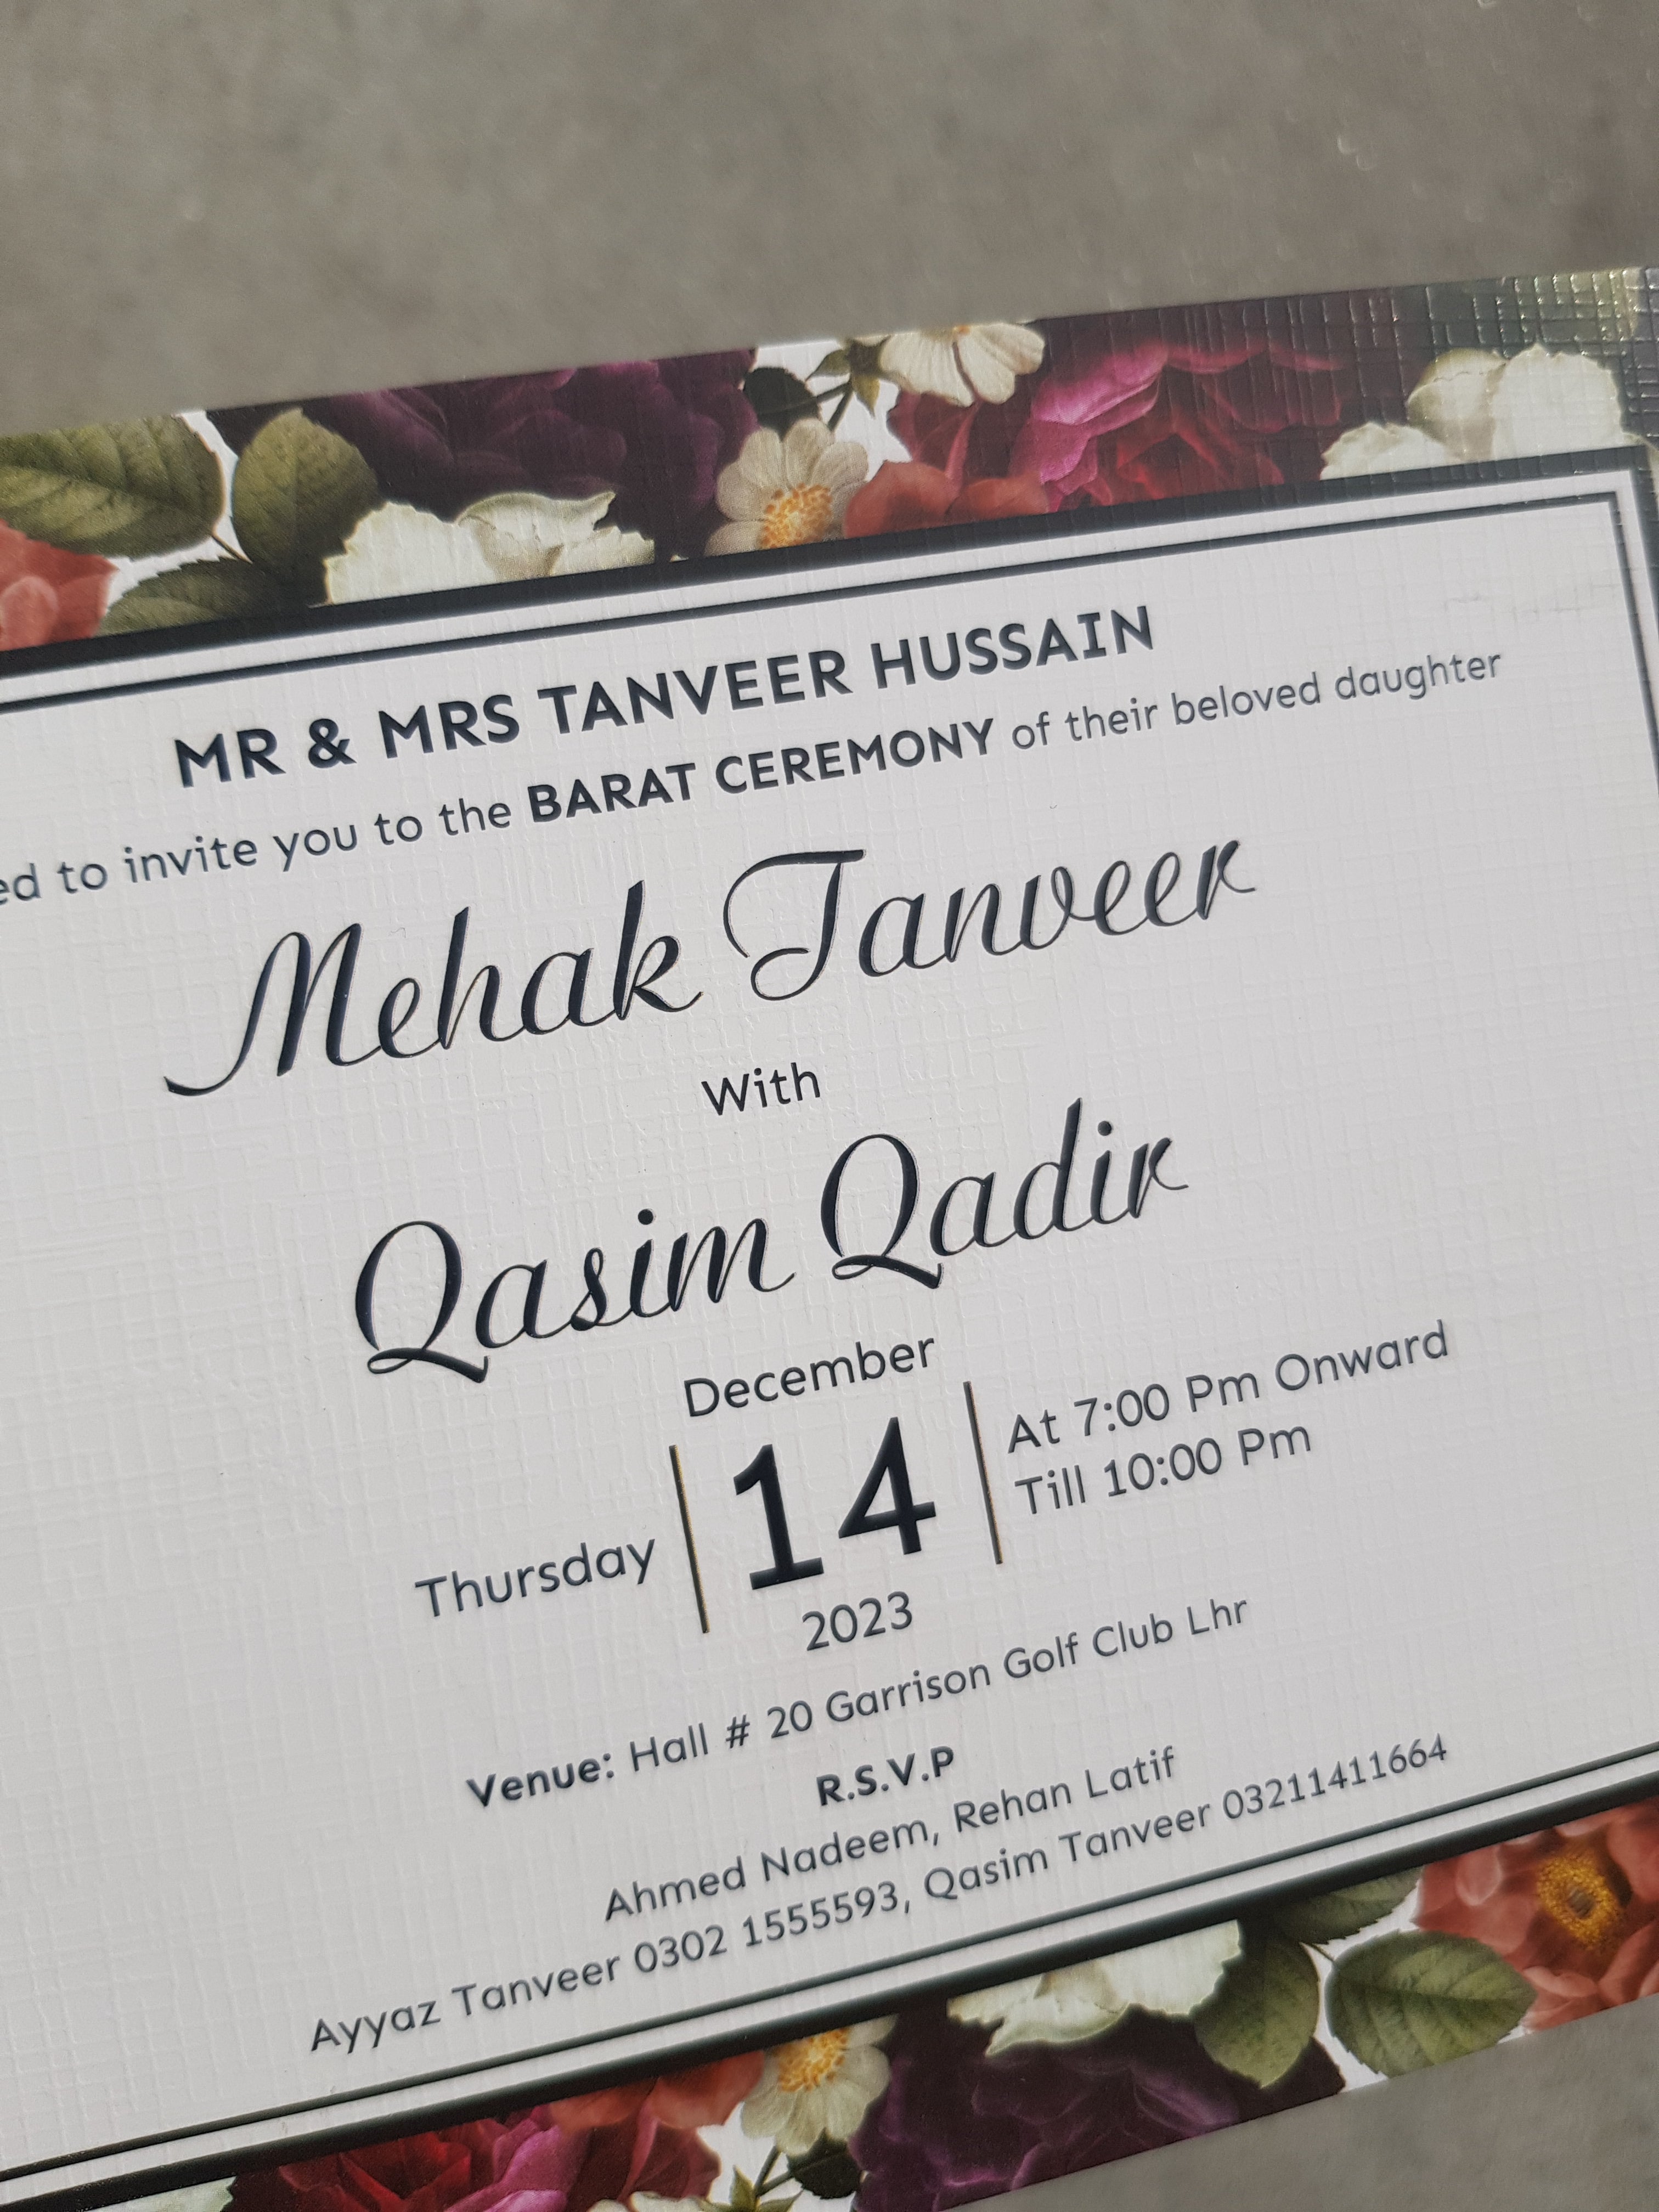 MR & MRS TANVEER HUSSAIN
to invite you to the BARAT CEREMONY of their beloved daughter
Mehak Tanveer
With
Qasim Qadir
December
Thursday
14
At 7:00 Pm Onward
Till 10:00 Pm
2023
Venue: Hall # 20 Garrison Golf Club Lhr
R.S.V.P
Ahmed Nadeem, Rehan Latif
Ayyaz Tanveer 0302 1555593, Qasim Tanveer 03211411664